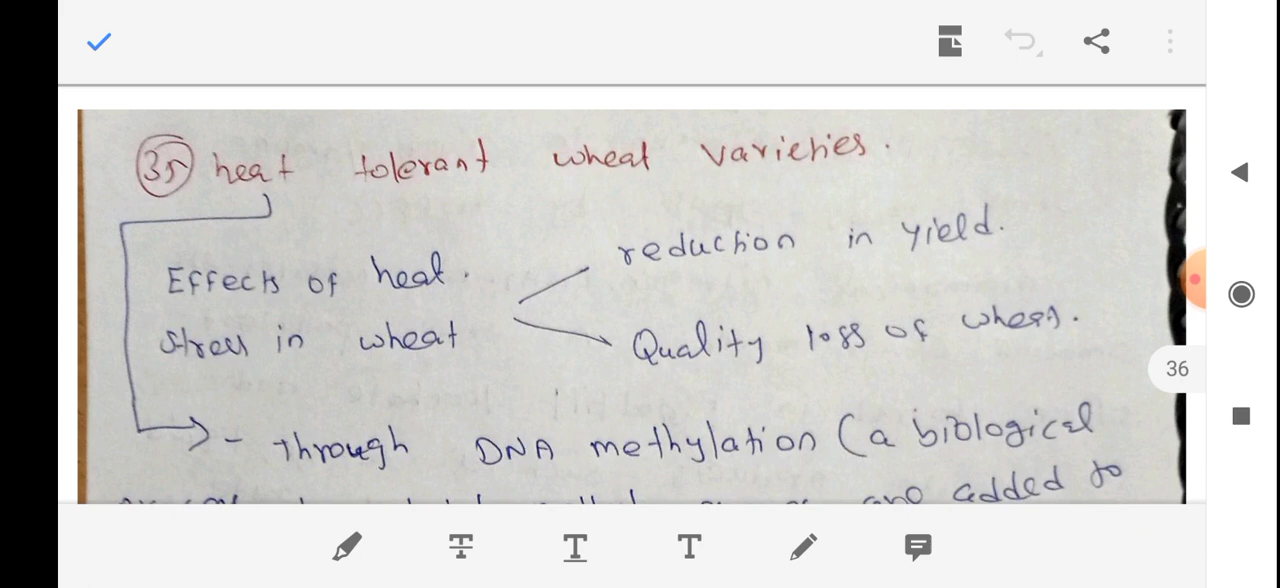 35 heat tolerant wheat varieties.
Effects of heat.
stress in wheat
reduction in yield.
Quality loss of wheat.
36
- through DNA methylation (a biological
are added to
T T T